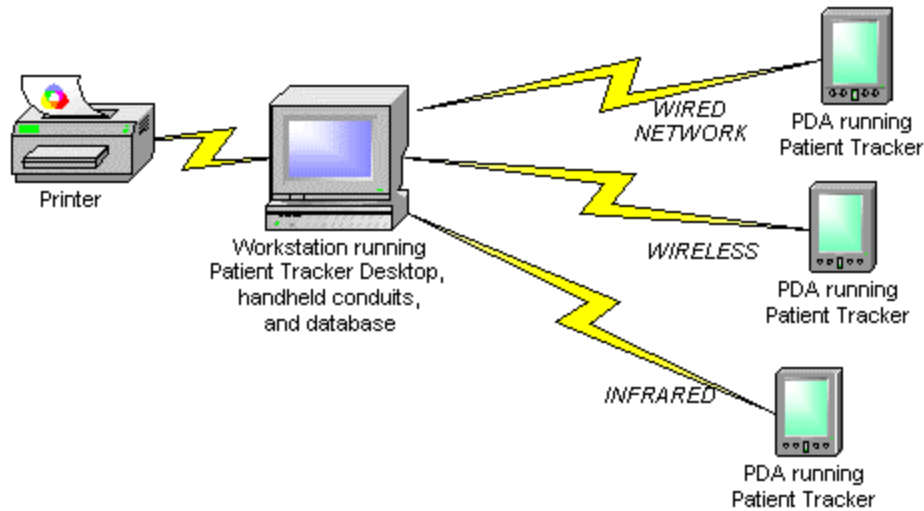 WIRED
NETWORK
PDA running
Patient Tracker
Printer
Workstation running
Patient Tracker Desktop,
handheld conduits,
and database
WIRELESS
PDA running
Patient Tracker
INFRARED
PDA running
Patient Tracker